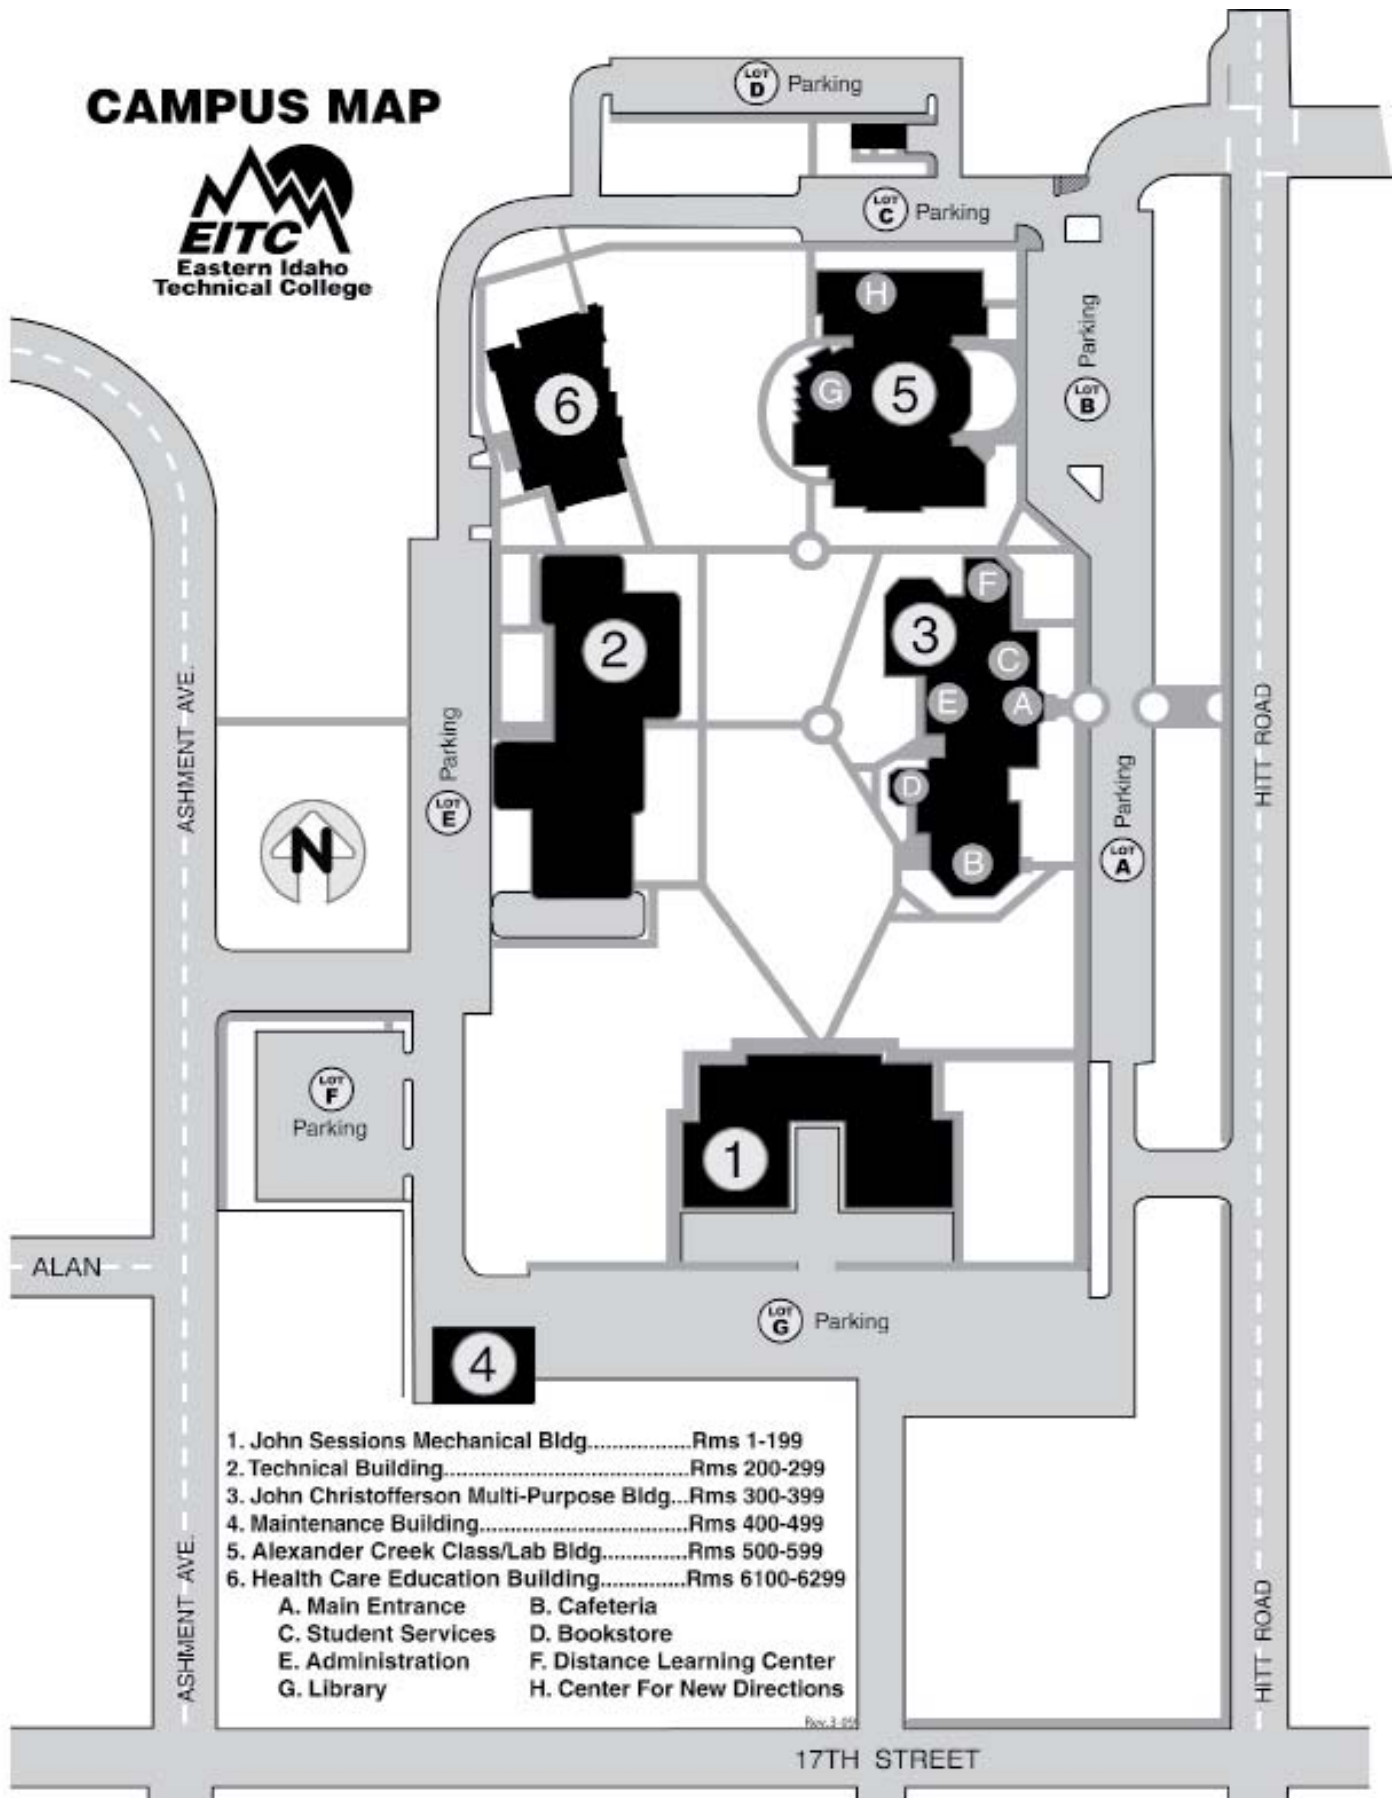 CAMPUS MAP
EITC
Eastern Idaho
Technical College
LOT D Parking
LOT C Parking
H
LOT B Parking
G
5
6
F
3
2
C
E
A
ASHMENT AVE.
HITT ROAD
LOT E Parking
D
LOT A Parking
N
B
LOT F
Parking
1
ALAN
LOT G Parking
4
1. John Sessions Mechanical Bldg.................Rms 1-199
2. Technical Building........................................Rms 200-299
3. John Christofferson Multi-Purpose Bldg...Rms 300-399
4. Maintenance Building..................................Rms 400-499
5. Alexander Creek Class/Lab Bldg..............Rms 500-599
6. Health Care Education Building..............Rms 6100-6299
A. Main Entrance B. Cafeteria
C. Student Services D. Bookstore
E. Administration F. Distance Learning Center
G. Library H. Center For New Directions
ASHMENT AVE.
HITT ROAD
17TH STREET